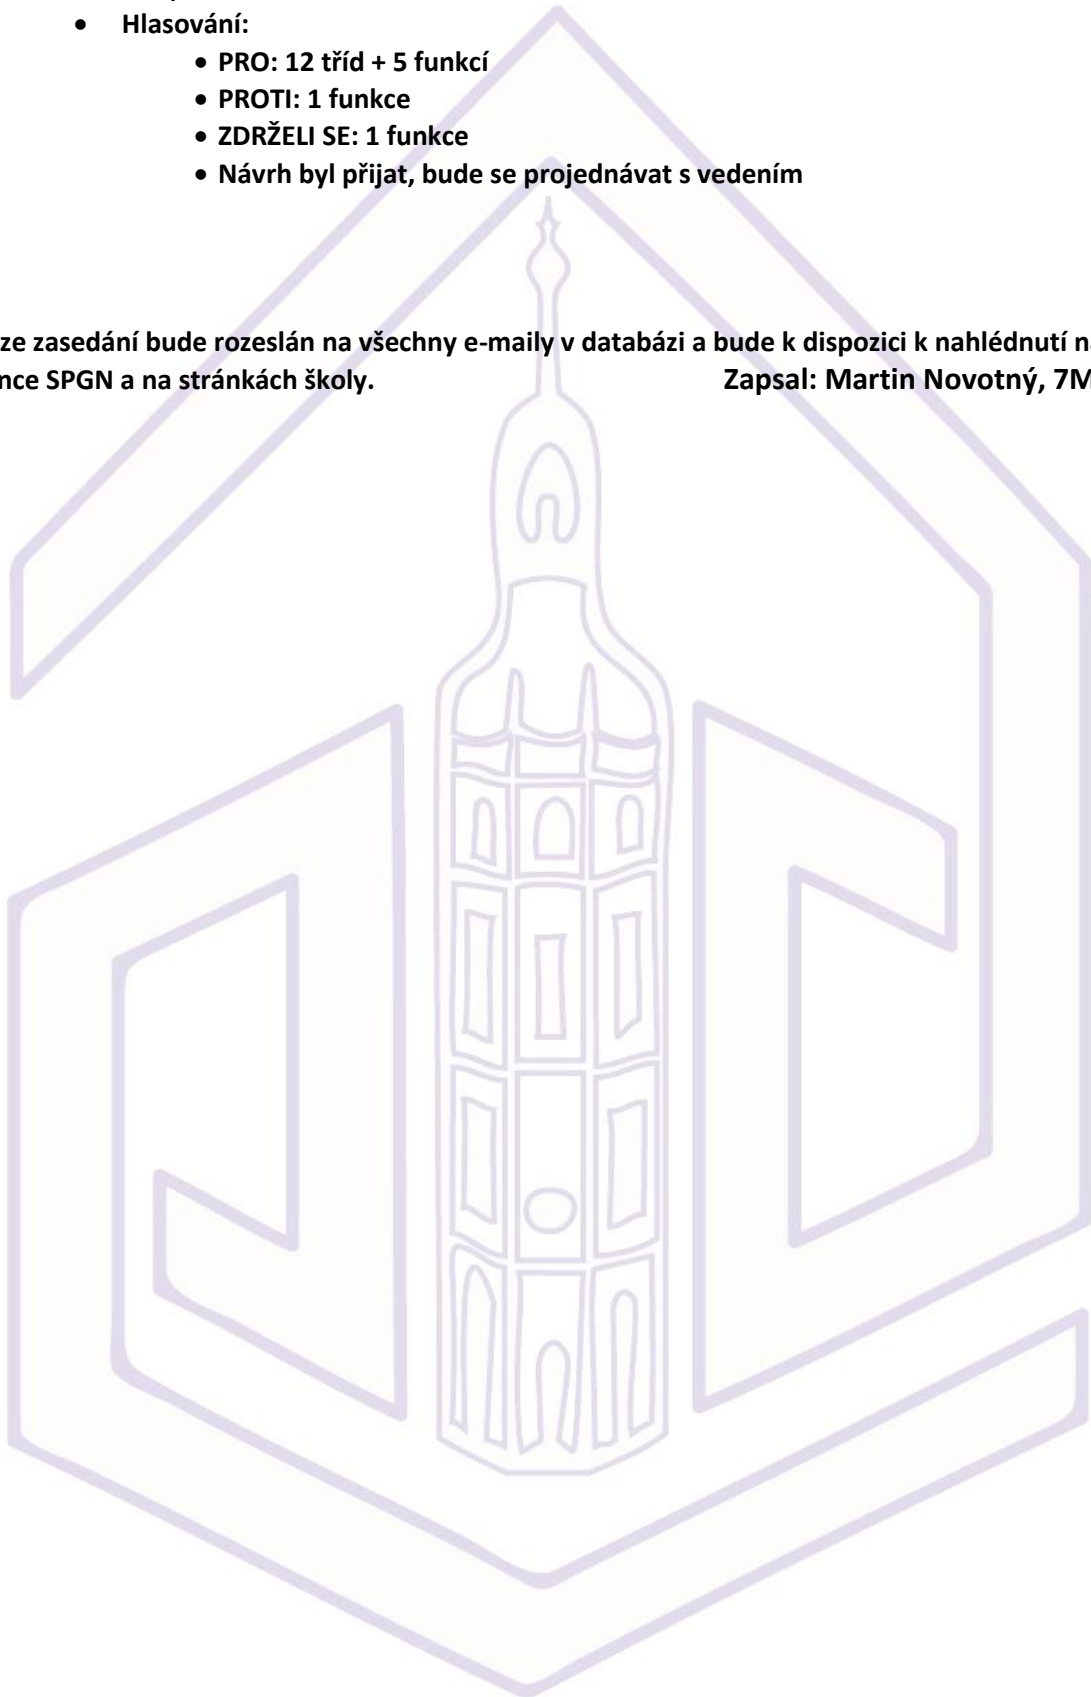 • Hlasování:
• PRO: 12 tříd + 5 funkcí
• PROTI: 1 funkce
• ZDRŽELI SE: 1 funkce
• Návrh byl přijat, bude se projednávat s vedením
ze zasedání bude rozeslán na všechny e-maily v databázi a bude k dispozici k nahlédnutí
nce SPGN a na stránkách školy. Zapsal: Martin Novotný, 7M